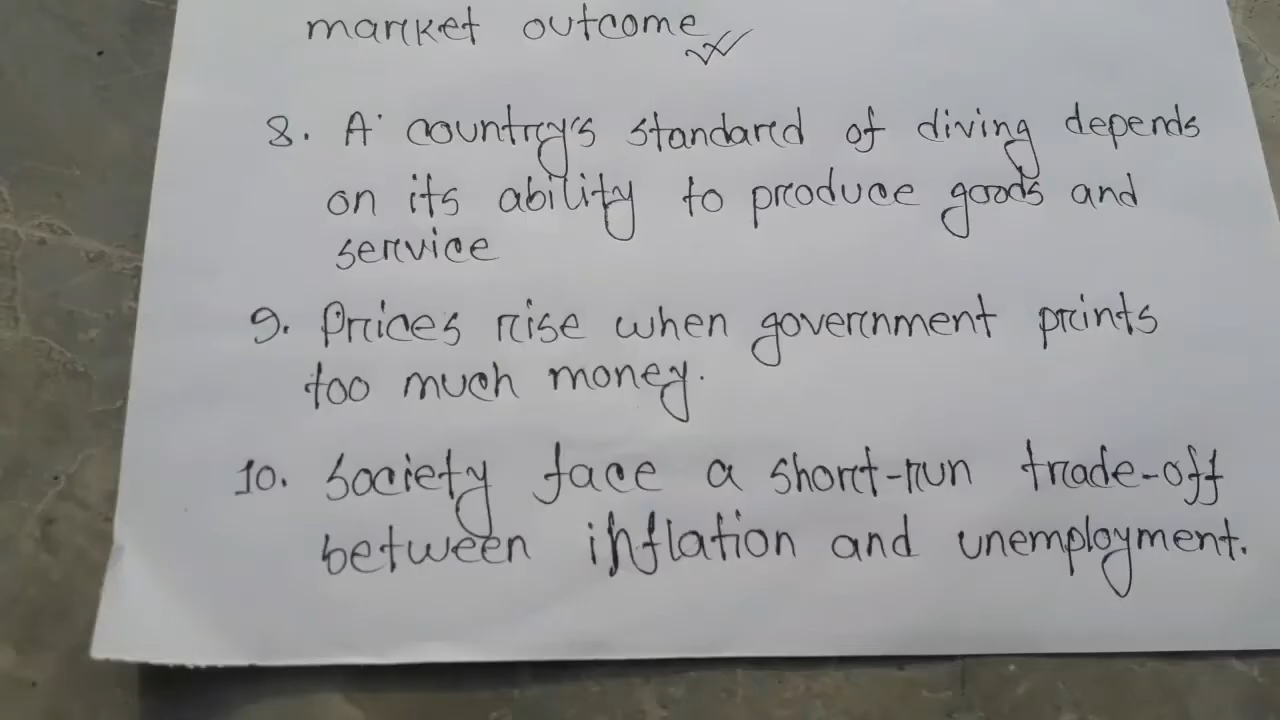 market outcome
8. A country's standard of diving depends
on its ability to produce goods and
service
9. Prices rise when government prints
too much money.
10. Society face a short-run trade-off
between inflation and unemployment.